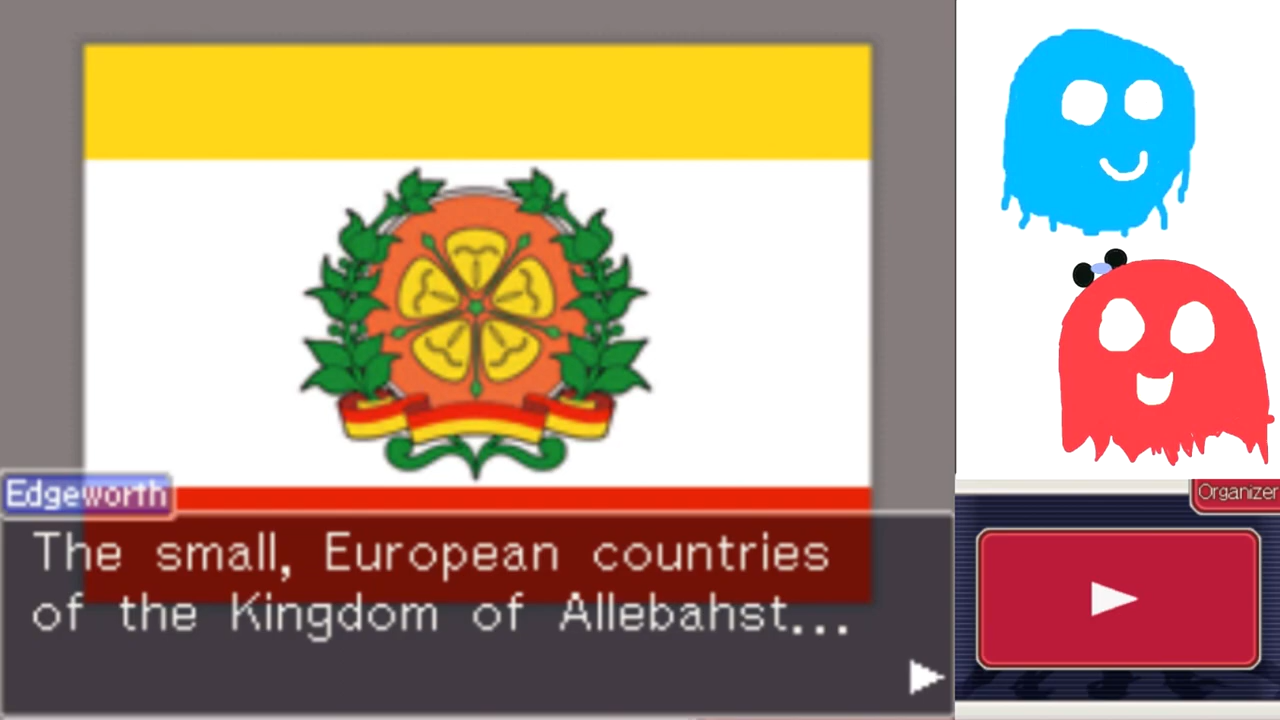 Edgeworth
The small, European countries
of the Kingdom of Allebahst...
Organizer